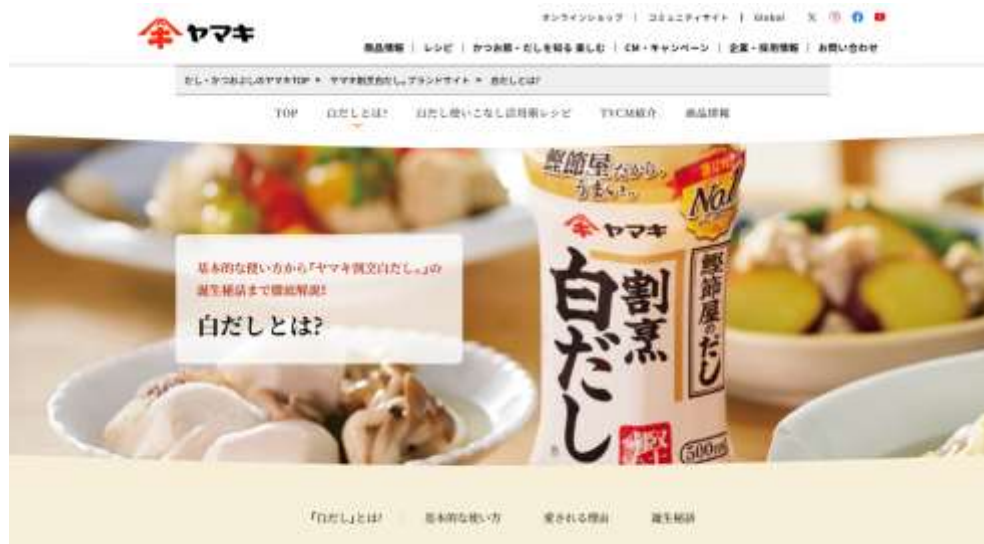 ヤマキ
オンラインショップ | コミュニティサイト | Global
商品情報 | レシピ | かつお節・だしを知る 楽しむ | CM・キャンペーン | 企業・採用情報 | お問い合わせ
だし・かつおぶしのヤマキTOP > ヤマキ割烹白だし。ブランドサイト > 白だしとは?
TOP 白だしとは? 白だし使いこなし活用術レシピ TVCM紹介 商品情報
鰹節屋だから。
うまい。
No.1
ヤマキ
割烹
白だし
鰹節屋のだし
500ml
基本的な使い方から『ヤマキ割烹白だし。』の
誕生秘話まで徹底解説!
白だしとは?
「白だし」とは? 基本的な使い方 愛される理由 誕生秘話